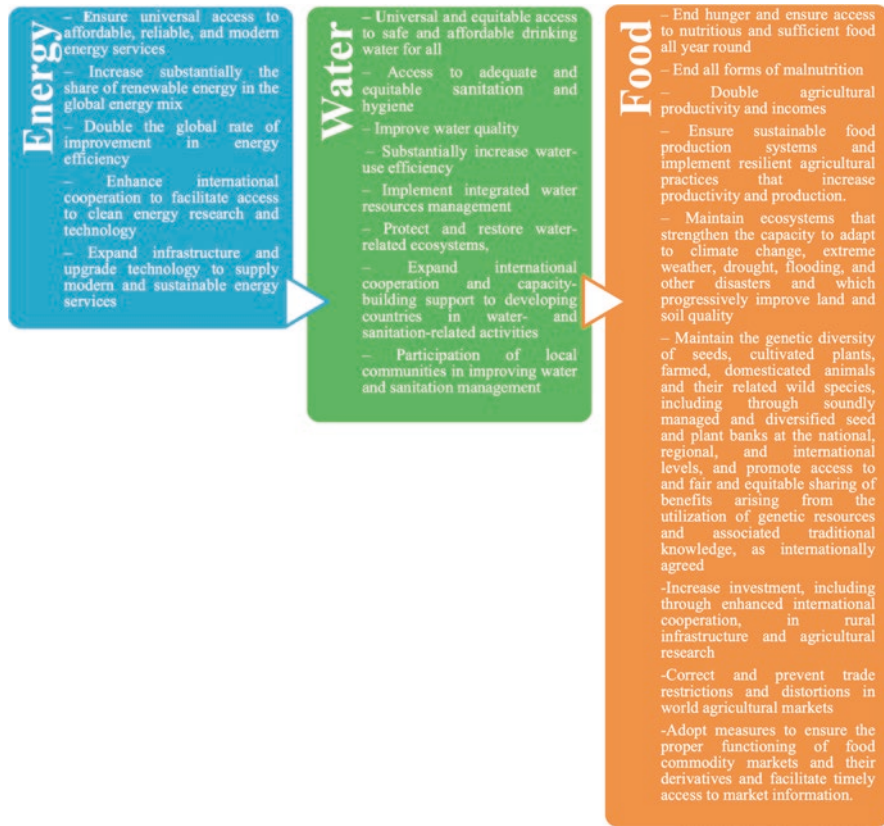 Energy
– Ensure universal access to
affordable, reliable, and modern
energy services
– Increase substantially the
share of renewable energy in the
global energy mix
– Double the global rate of
improvement in energy
efficiency
– Enhance international
cooperation to facilitate access
to clean energy research and
technology
– Expand infrastructure and
upgrade technology to supply
modern and sustainable energy
services
Water
– Universal and equitable access
to safe and affordable drinking
water for all
– Access to adequate and
equitable sanitation and
hygiene
– Improve water quality
– Substantially increase water-
use efficiency
– Implement integrated water
resources management
– Protect and restore water-
related ecosystems,
– Expand international
cooperation and capacity-
building support to developing
countries in water- and
sanitation-related activities
– Participation of local
communities in improving water
and sanitation management
Food
– End hunger and ensure access
to nutritious and sufficient food
all year round
– End all forms of malnutrition
– Double agricultural
productivity and incomes
– Ensure sustainable food
production systems and
implement resilient agricultural
practices that increase
productivity and production.
– Maintain ecosystems that
strengthen the capacity to adapt
to climate change, extreme
weather, drought, flooding, and
other disasters and which
progressively improve land and
soil quality
– Maintain the genetic diversity
of seeds, cultivated plants,
farmed, domesticated animals
and their related wild species,
including through soundly
managed and diversified seed
and plant banks at the national,
regional, and international
levels, and promote access to
and fair and equitable sharing of
benefits arising from the
utilization of genetic resources
and associated traditional
knowledge, as internationally
agreed
-Increase investment, including
through enhanced international
cooperation, in rural
infrastructure and agricultural
research
-Correct and prevent trade
restrictions and distortions in
world agricultural markets
-Adopt measures to ensure the
proper functioning of food
commodity markets and their
derivatives and facilitate timely
access to market information.